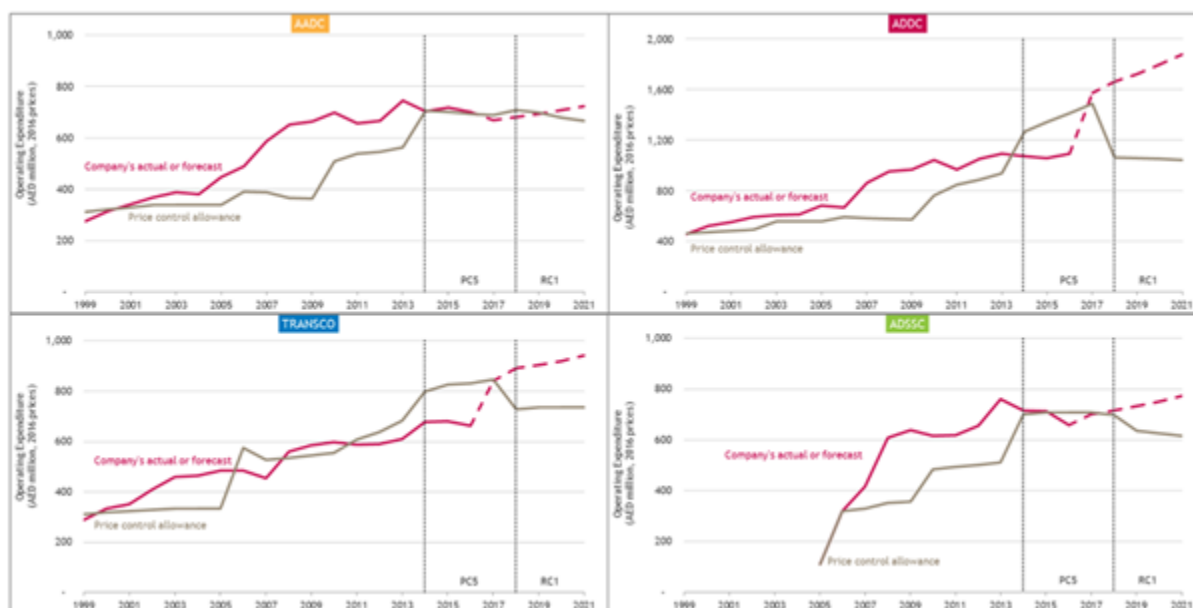 AADC
Operating Expenditure
(AED million, 2016 prices)
1,000
800
600
400
200
-
Company's actual or forecast
Price control allowance
PC5
RC1
1999 2001 2003 2005 2007 2009 2011 2013 2015 2017 2019 2021
ADDC
Operating Expenditure
(AED million, 2016 prices)
2,000
1,600
1,200
800
400
-
Company's actual or forecast
Price control allowance
PC5
RC1
1999 2001 2003 2005 2007 2009 2011 2013 2015 2017 2019 2021
TRANSCO
Operating Expenditure
(AED million, 2016 prices)
1,000
800
600
400
200
-
Company's actual or forecast
Price control allowance
PC5
RC1
1999 2001 2003 2005 2007 2009 2011 2013 2015 2017 2019 2021
ADSSC
Operating Expenditure
(AED million, 2016 prices)
1,000
800
600
400
200
-
Company's actual or forecast
Price control allowance
PC5
RC1
1999 2001 2003 2005 2007 2009 2011 2013 2015 2017 2019 2021